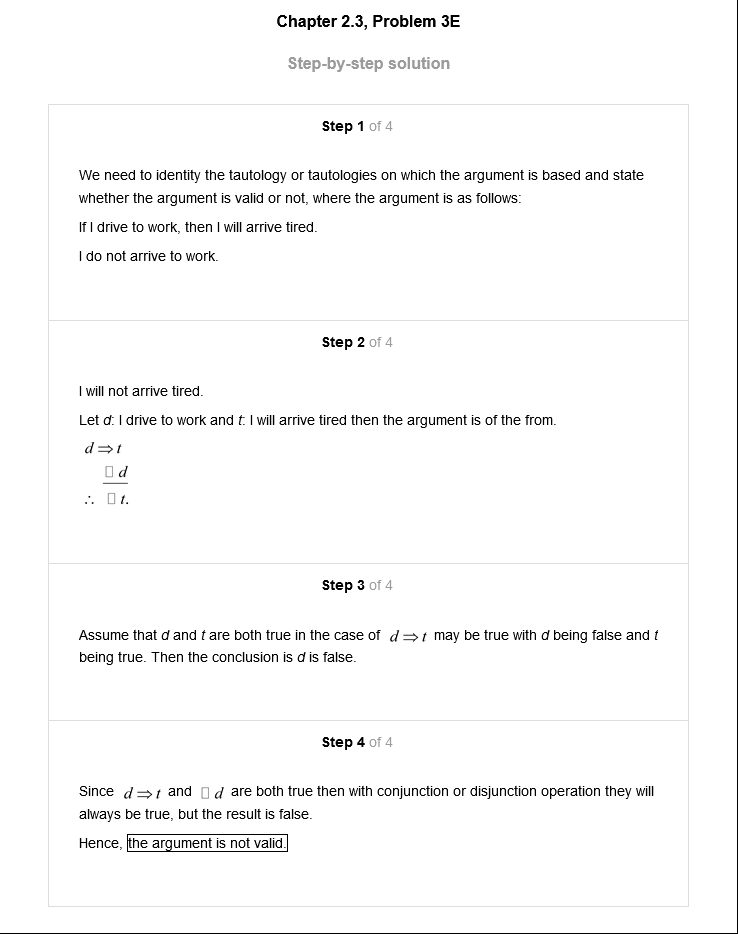 Chapter 2.3, Problem 3E
Step-by-step solution
Step 1 of 4
We need to identity the tautology or tautologies on which the argument is based and state
whether the argument is valid or not, where the argument is as follows:
If I drive to work, then I will arrive tired.
I do not arrive to work.
Step 2 of 4
I will not arrive tired.
Let d: I drive to work and t: I will arrive tired then the argument is of the from.
d ⇒ t
□ d
∴ □ t.
Step 3 of 4
Assume that d and t are both true in the case of d ⇒ t may be true with d being false and t
being true. Then the conclusion is d is false.
Step 4 of 4
Since d ⇒ t and □ d are both true then with conjunction or disjunction operation they will
always be true, but the result is false.
Hence, the argument is not valid.